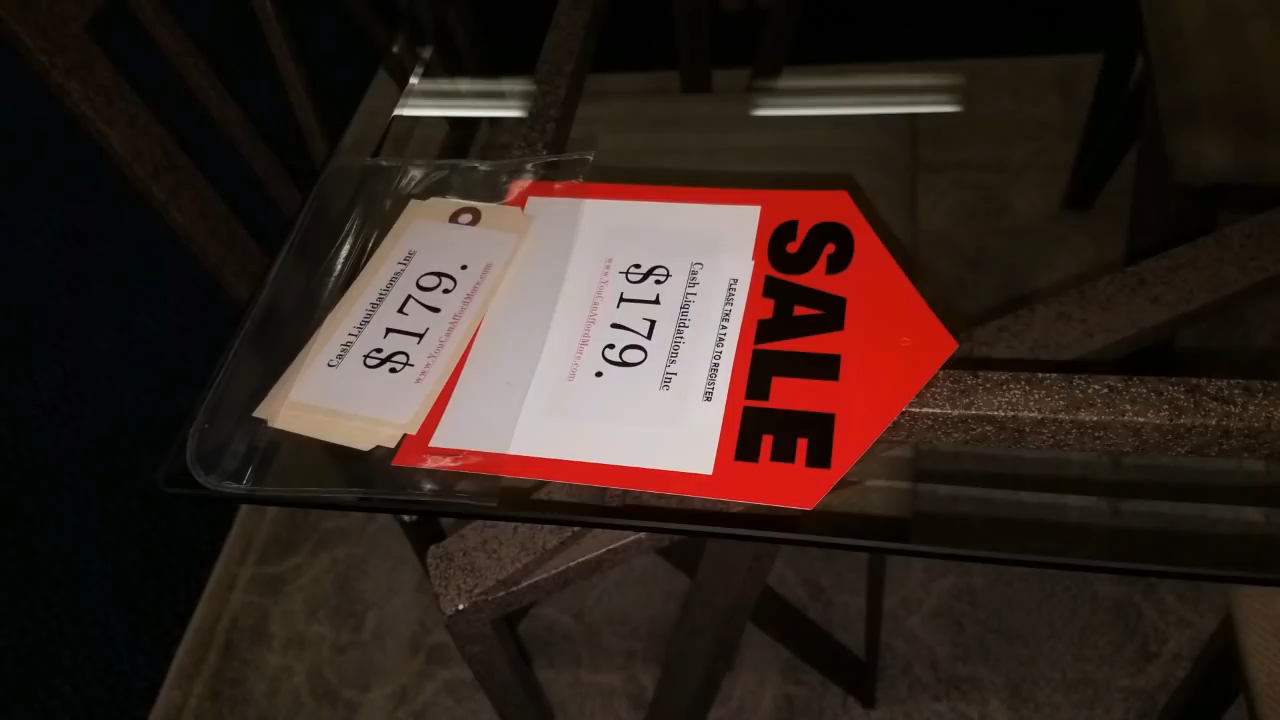 SALE
PLEASE TKE A TAG TO REGISTER
Cash Liquidations, Inc
$179.
www.YouCanAffordMore.com
Cash Liquidations, Inc
$179.
www.YouCanAffordMore.com